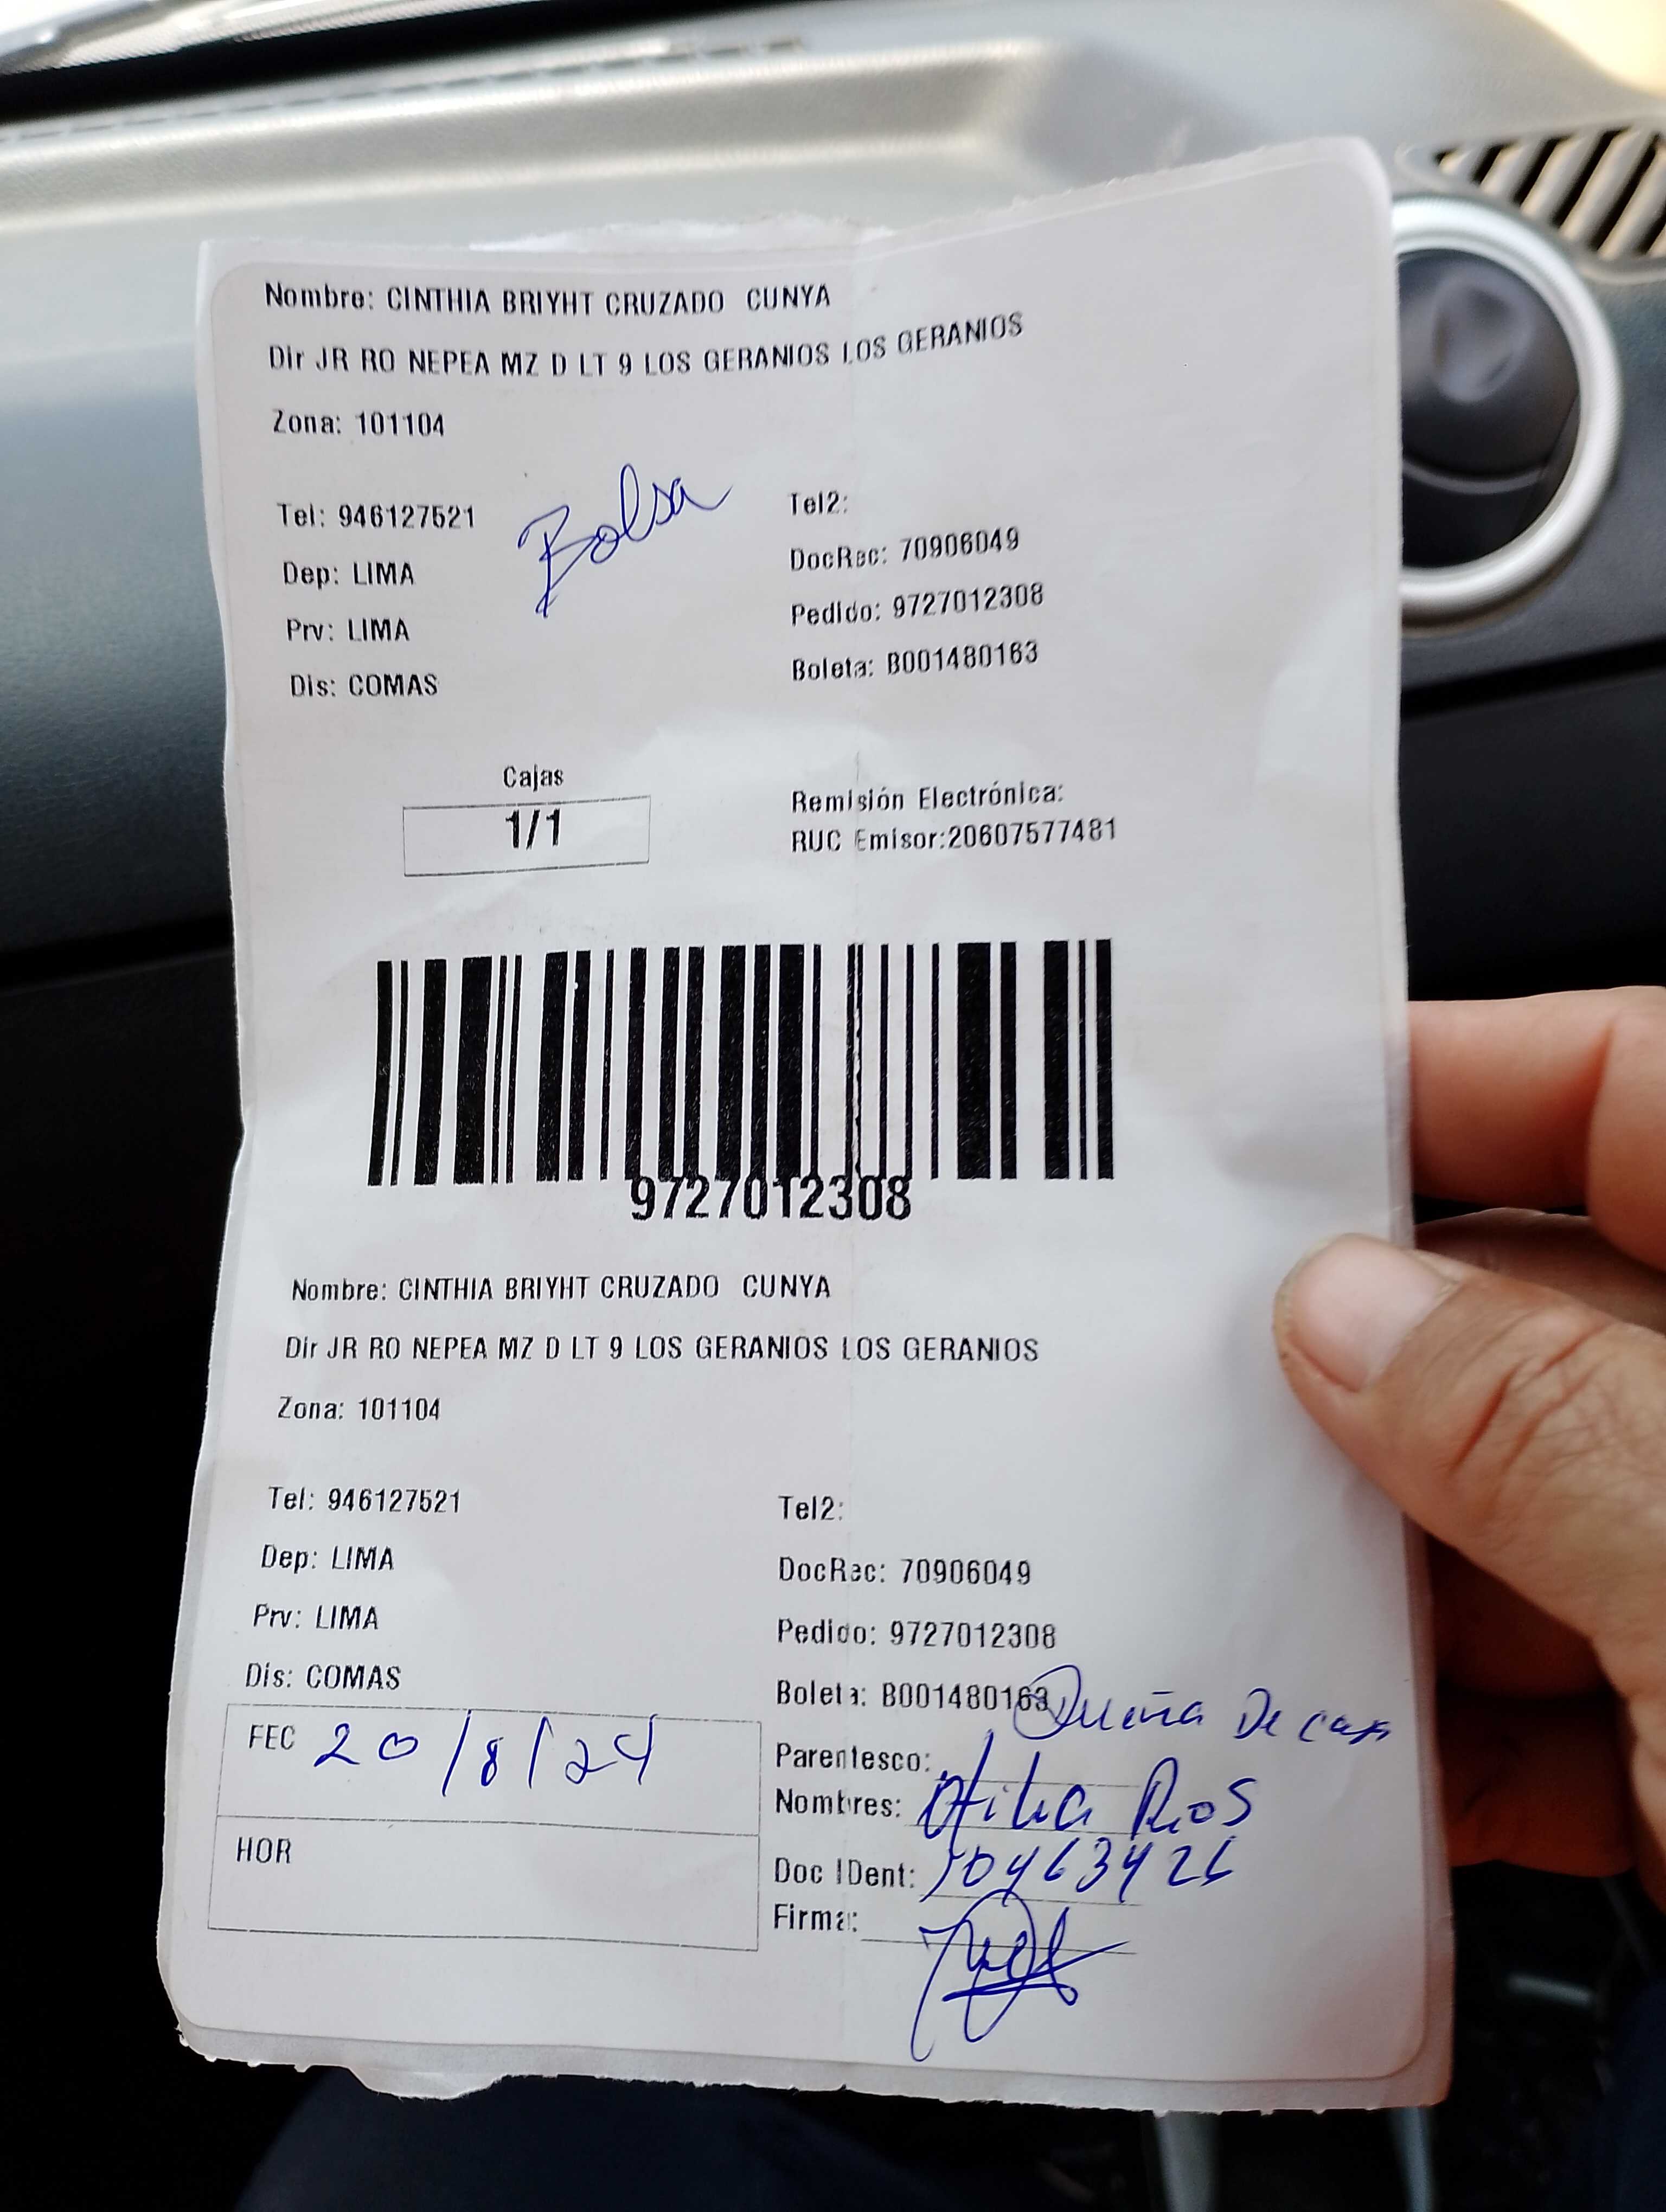 Nombre: CINTHIA BRIYHT CRUZADO CUNYA
Dir JR RO NEPEA MZ D LT 9 LOS GERANIOS LOS GERANIOS
Zona: 101104
Bolsa
Tel: 946127521
Tel2:
Dep: LIMA
DocRec: 70906049
Prv: LIMA
Pedido: 9727012308
Dis: COMAS
Boleta: B001480163
Cajas
1/1
Remisión Electrónica:
RUC Emisor:20607577481
9727012308
Nombre: CINTHIA BRIYHT CRUZADO CUNYA
Dir JR RO NEPEA MZ D LT 9 LOS GERANIOS LOS GERANIOS
Zona: 101104
Tel: 946127521
Tel2:
Dep: LIMA
DocRec: 70906049
Prv: LIMA
Pedido: 9727012308
Dis: COMAS
Boleta: B001480163
Dueña De casa
FEC 20/8/24
Parentesco:
Nombres: Rios
HOR
Doc IDent:
Firma: